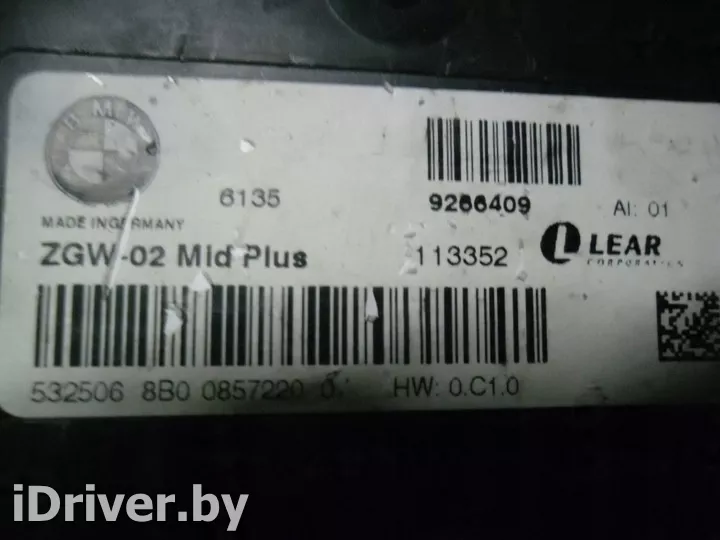 BMW
6135
9266409
AI: 01
MADE IN GERMANY
ZGW-02 Mid Plus
113352
LEAR
CORPORATION
532506 8B0 0857220 0
HW: 0.C1.0
iDriver.by